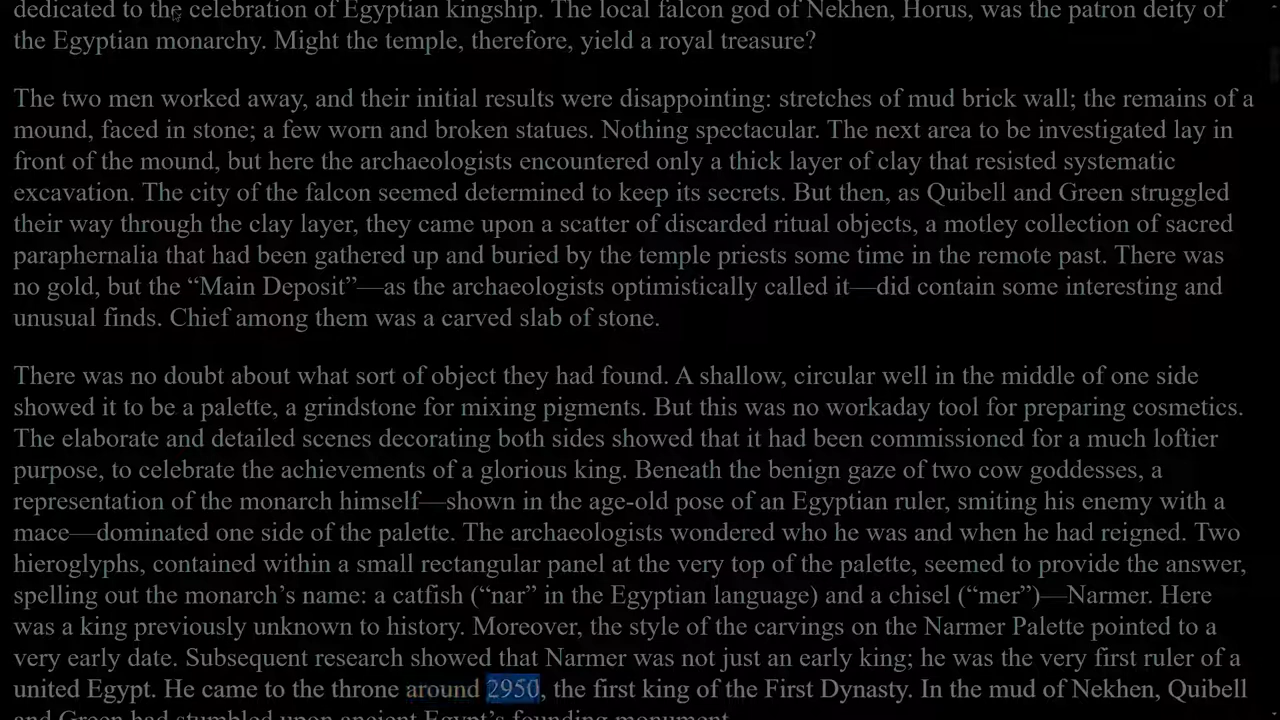 dedicated to the celebration of Egyptian kingship. The local falcon god of Nekhen, Horus, was the patron deity of
the Egyptian monarchy. Might the temple, therefore, yield a royal treasure?
The two men worked away, and their initial results were disappointing: stretches of mud brick wall; the remains of a
mound, faced in stone; a few worn and broken statues. Nothing spectacular. The next area to be investigated lay in
front of the mound, but here the archaeologists encountered only a thick layer of clay that resisted systematic
excavation. The city of the falcon seemed determined to keep its secrets. But then, as Quibell and Green struggled
their way through the clay layer, they came upon a scatter of discarded ritual objects, a motley collection of sacred
paraphernalia that had been gathered up and buried by the temple priests some time in the remote past. There was
no gold, but the “Main Deposit”—as the archaeologists optimistically called it—did contain some interesting and
unusual finds. Chief among them was a carved slab of stone.
There was no doubt about what sort of object they had found. A shallow, circular well in the middle of one side
showed it to be a palette, a grindstone for mixing pigments. But this was no workaday tool for preparing cosmetics.
The elaborate and detailed scenes decorating both sides showed that it had been commissioned for a much loftier
purpose, to celebrate the achievements of a glorious king. Beneath the benign gaze of two cow goddesses, a
representation of the monarch himself—shown in the age-old pose of an Egyptian ruler, smiting his enemy with a
mace—dominated one side of the palette. The archaeologists wondered who he was and when he had reigned. Two
hieroglyphs, contained within a small rectangular panel at the very top of the palette, seemed to provide the answer,
spelling out the monarch’s name: a catfish (“nar” in the Egyptian language) and a chisel (“mer”)—Narmer. Here
was a king previously unknown to history. Moreover, the style of the carvings on the Narmer Palette pointed to a
very early date. Subsequent research showed that Narmer was not just an early king; he was the very first ruler of a
united Egypt. He came to the throne around 2950, the first king of the First Dynasty. In the mud of Nekhen, Quibell
and Green had stumbled upon ancient Egypt’s founding monument.